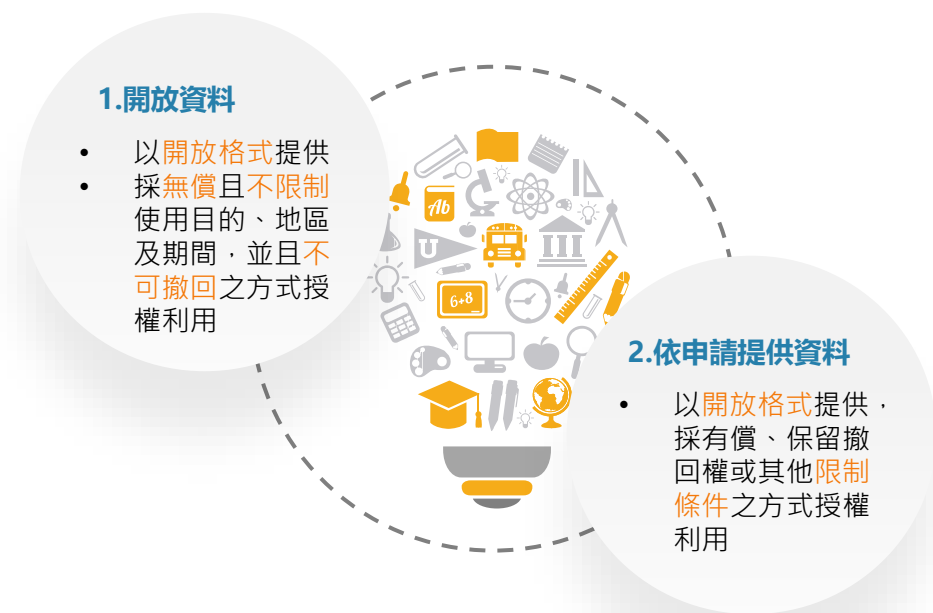 1.開放資料
• 以開放格式提供
• 採無償且不限制
使用目的、地區
及期間，並且不
可撤回之方式授
權利用
Ab
U
6+8
2.依申請提供資料
• 以開放格式提供，
採有償、保留撤
回權或其他限制
條件之方式授權
利用